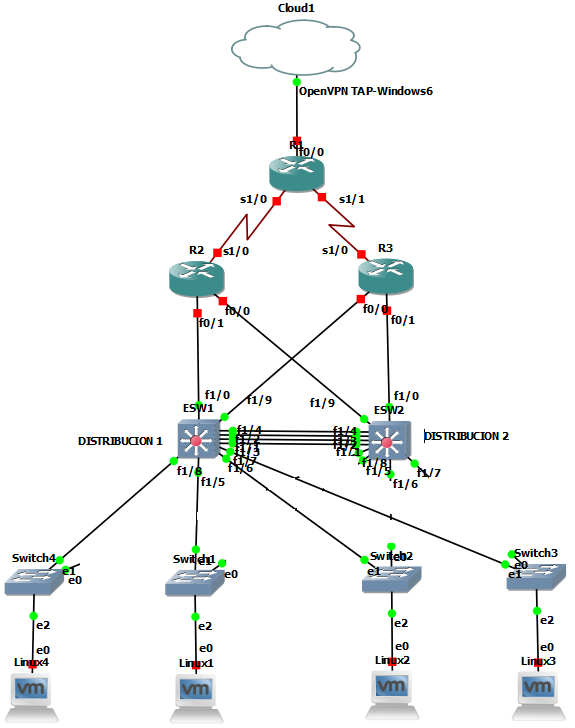 Cloud1
OpenVPN TAP-Windows6
R1
f0/0
s1/0
s1/1
R2
R3
s1/0
s1/0
f0/0
f0/0
f0/1
f0/1
f1/0
f1/9
f1/9
f1/0
ESW1
ESW2
f1/4
f1/4
DISTRIBUCION 1
DISTRIBUCION 2
f1/3
f1/7
f1/8
f1/6
f1/5
f1/8
f1/5
f1/7
f1/6
Switch4
Switch1
Switch2
Switch3
e1
e0
e1
e0
e1
e0
e1
e0
e2
e2
e2
e2
e0
e0
e0
e0
Linux4
Linux1
Linux2
Linux3
vm
vm
vm
vm